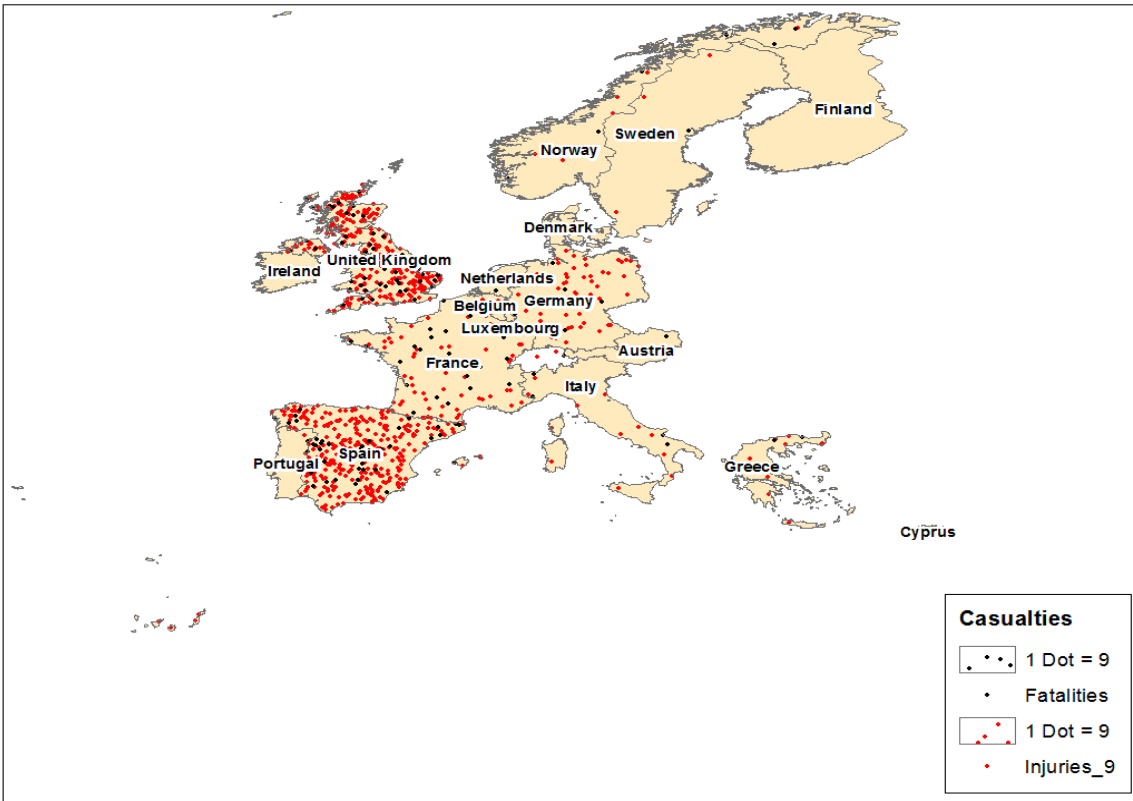 Finland
Sweden
Norway
Denmark
United Kingdom
Ireland
Netherlands
Belgium
Germany
Luxembourg
Austria
France
Italy
Spain
Portugal
Greece
Cyprus
Casualties
1 Dot = 9
Fatalities
1 Dot = 9
Injuries_9